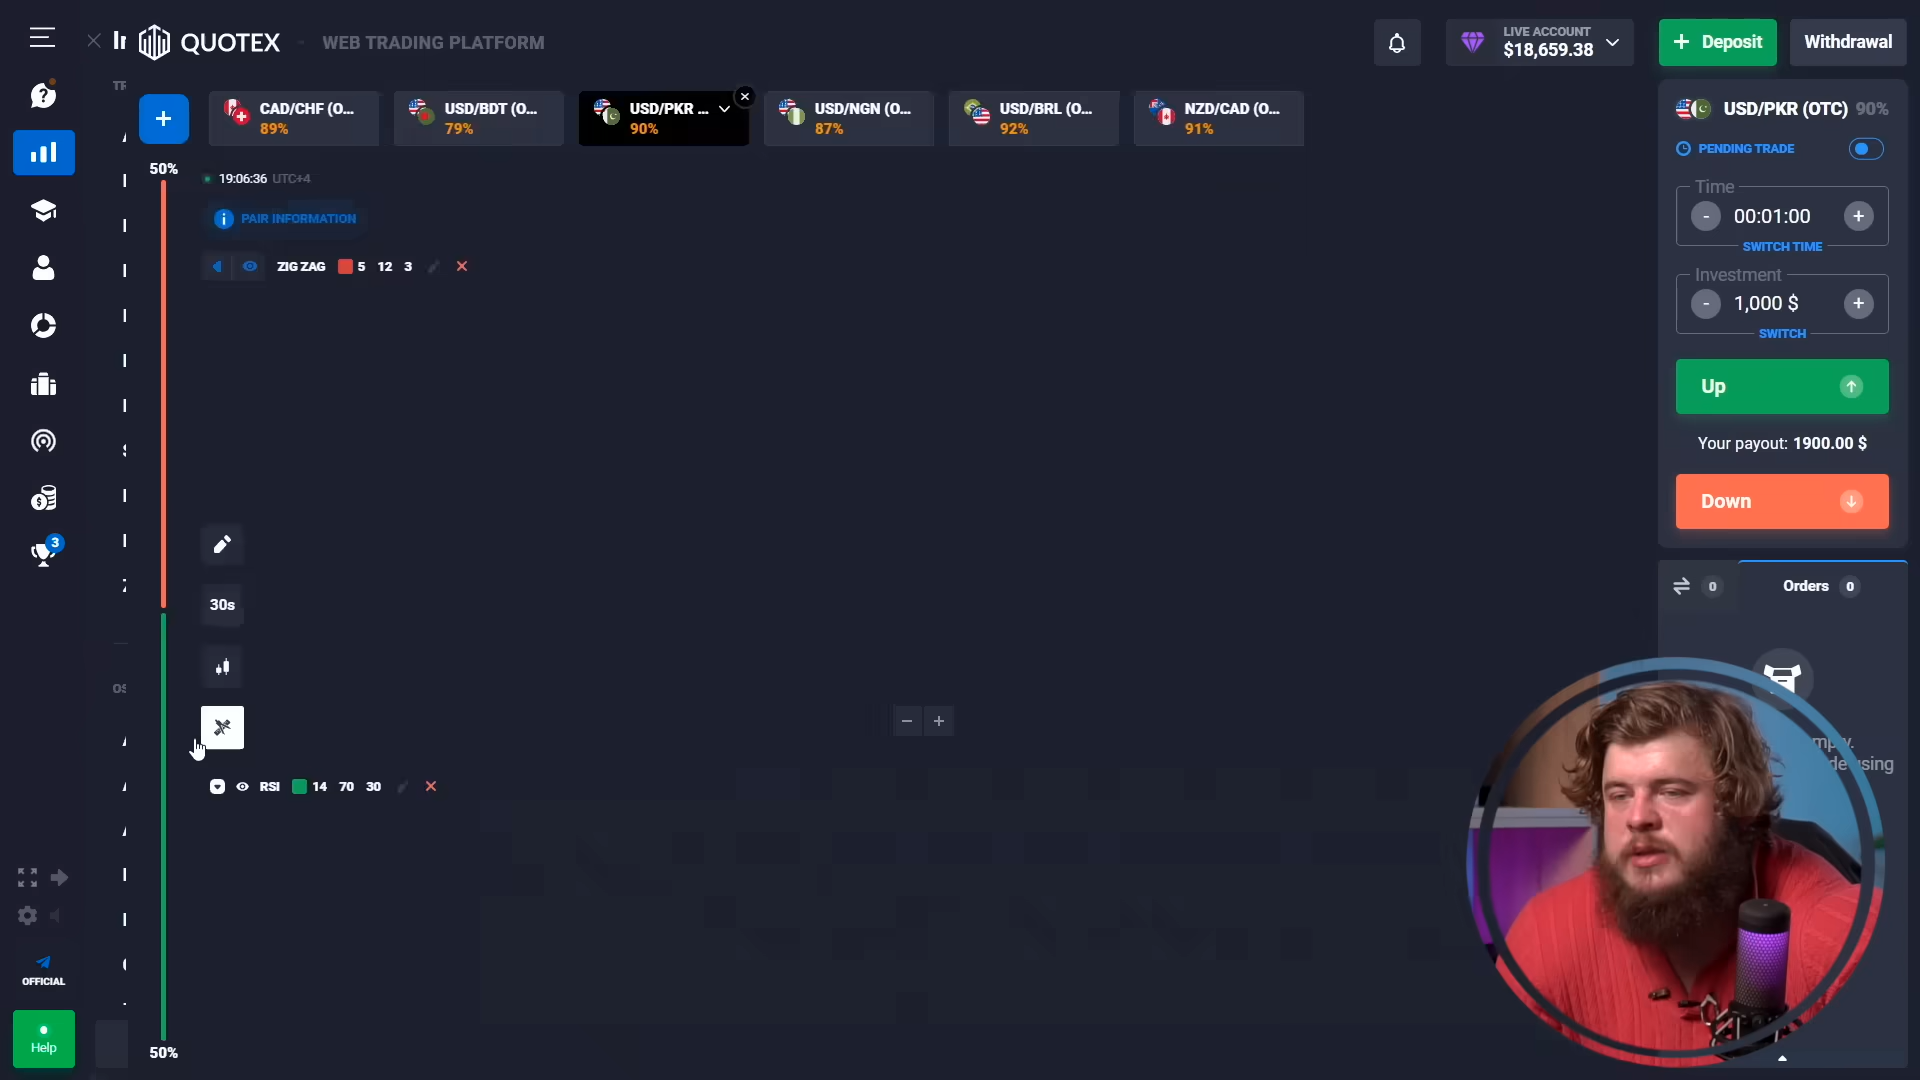 QUOTEX
WEB TRADING PLATFORM
LIVE ACCOUNT
$18,659.38
+ Deposit
Withdrawal
CAD/CHF (O...
89%
USD/BDT (O...
79%
USD/PKR ...
90%
USD/NGN (O...
87%
USD/BRL (O...
92%
NZD/CAD (O...
91%
50%
19:06:36 UTC+4
PAIR INFORMATION
ZIG ZAG 5 12 3
30s
RSI 14 70 30
50%
USD/PKR (OTC) 90%
PENDING TRADE
Time
- 00:01:00 +
SWITCH TIME
Investment
- 1,000 $ +
SWITCH
Up
Your payout: 1900.00 $
Down
0
Orders 0
using
3
OFFICIAL
Help